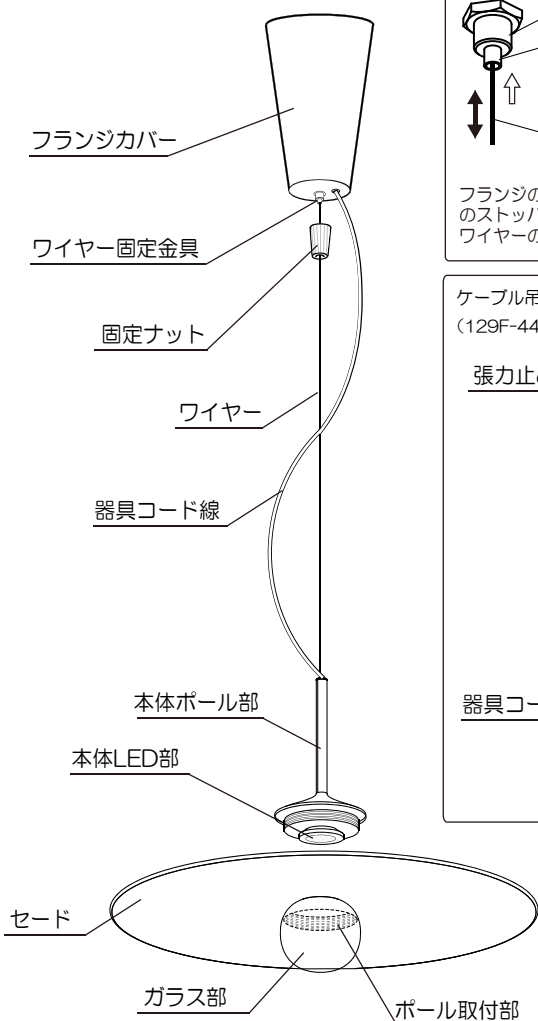 フランジカバー
ワイヤー固定金具
固定ナット
ワイヤー
器具コード線
本体ポール部
本体LED部
セード
ガラス部
ポール取付部
フランジの
のストッパ
ワイヤーの
ケーブル吊
（129F-44
張力止め
器具コー